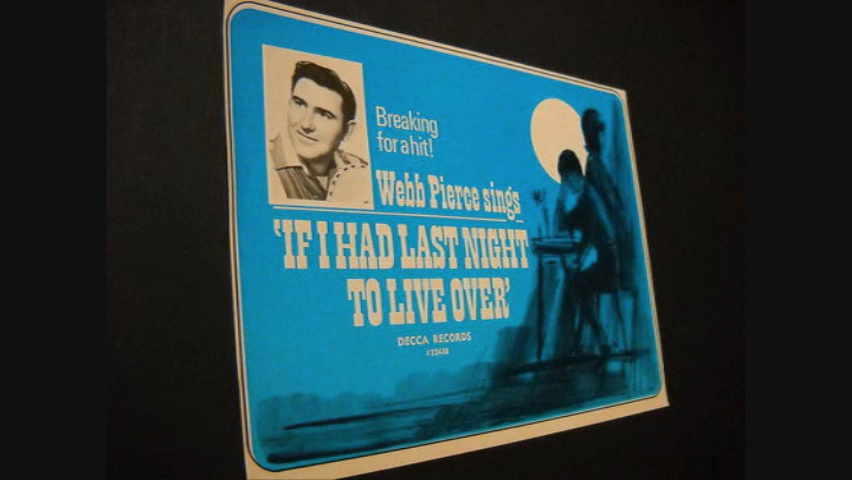 Breaking
for a hit!
Webb Pierce sings
'IF I HAD LAST NIGHT
TO LIVE OVER'
DECCA RECORDS